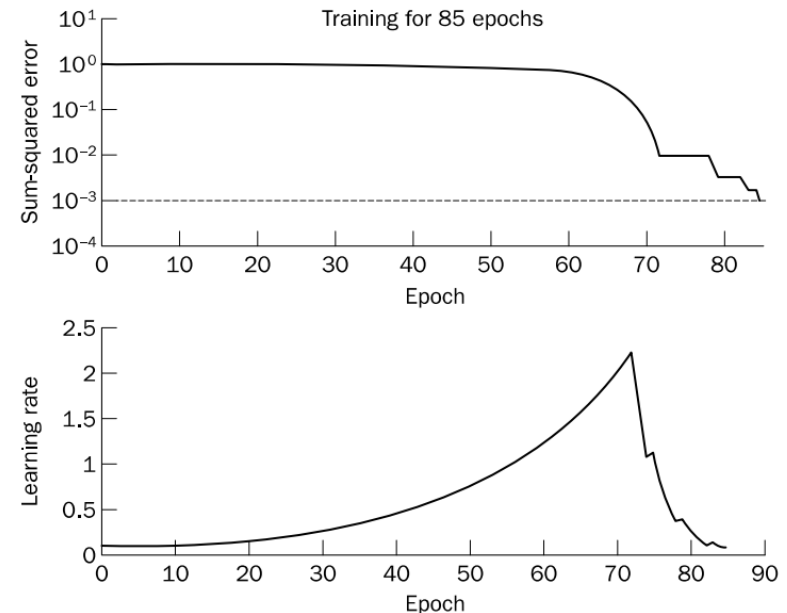 Training for 85 epochs
Sum-squared error
10¹
10⁰
10⁻¹
10⁻²
10⁻³
10⁻⁴
0 10 20 30 40 50 60 70 80
Epoch
Learning rate
2.5
2
1.5
1
0.5
0
0 10 20 30 40 50 60 70 80 90
Epoch